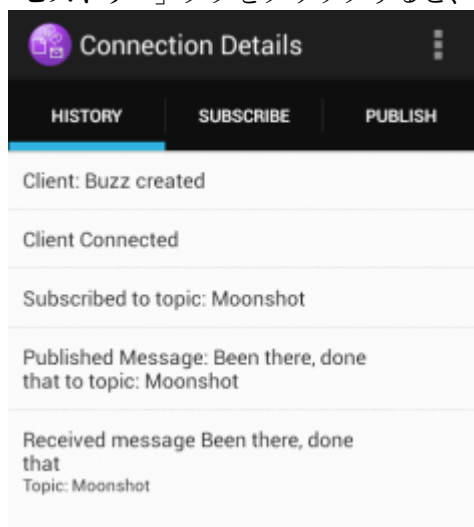 Connection Details
HISTORY SUBSCRIBE PUBLISH
Client: Buzz created
Client Connected
Subscribed to topic: Moonshot
Published Message: Been there, done
that to topic: Moonshot
Received message Been there, done
that
Topic: Moonshot